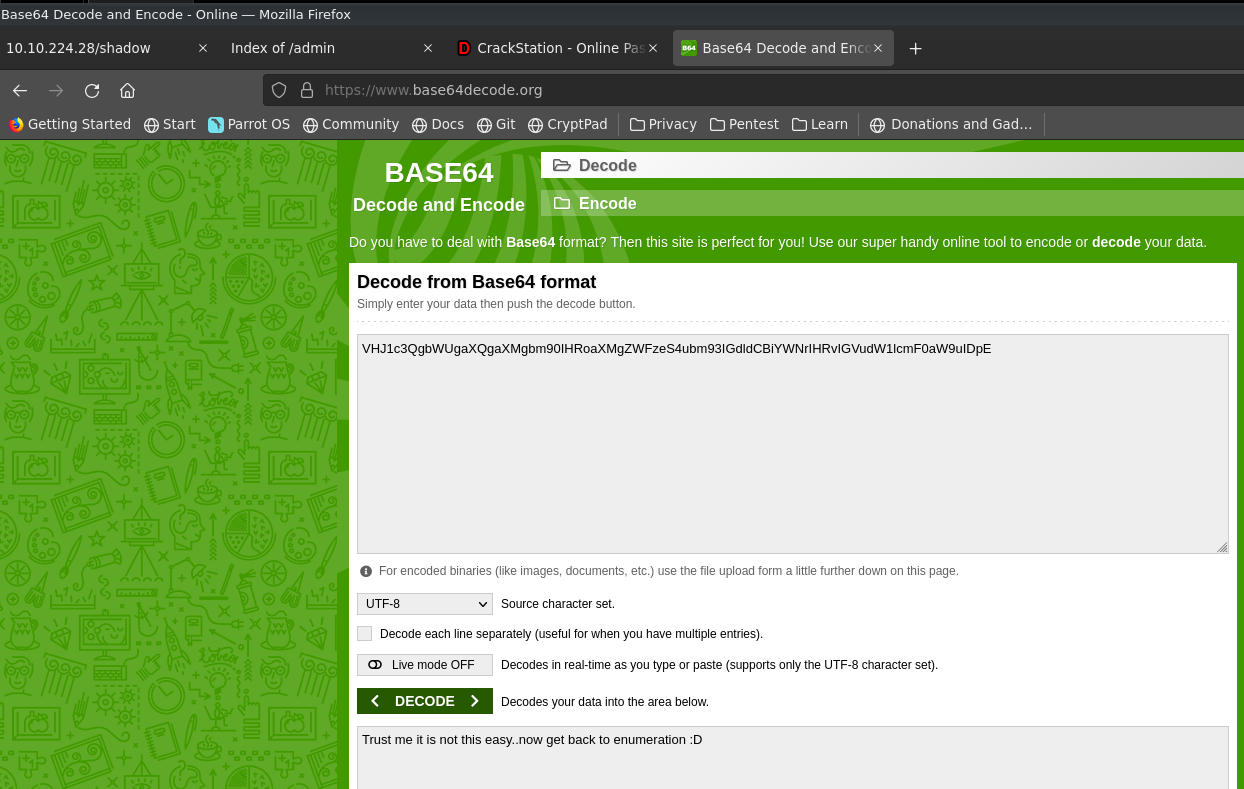 Base64 Decode and Encode - Online — Mozilla Firefox
10.10.224.28/shadow
Index of /admin
CrackStation - Online Pas
B64 Base64 Decode and Enco
https://www.base64decode.org
Getting Started Start Parrot OS Community Docs Git CryptPad Privacy Pentest Learn Donations and Gad...
BASE64
Decode and Encode
Decode
Encode
Do you have to deal with Base64 format? Then this site is perfect for you! Use our super handy online tool to encode or decode your data.
Decode from Base64 format
Simply enter your data then push the decode button.
VHJ1c3QgbWUgaXQgaXMgbm90IHRoaXMgZWFzeS4ubm93IGdldCBiYWNrIHRvIGVudW1lcmF0aW9uIDpE
For encoded binaries (like images, documents, etc.) use the file upload form a little further down on this page.
UTF-8 Source character set.
Decode each line separately (useful for when you have multiple entries).
Live mode OFF Decodes in real-time as you type or paste (supports only the UTF-8 character set).
DECODE Decodes your data into the area below.
Trust me it is not this easy..now get back to enumeration :D